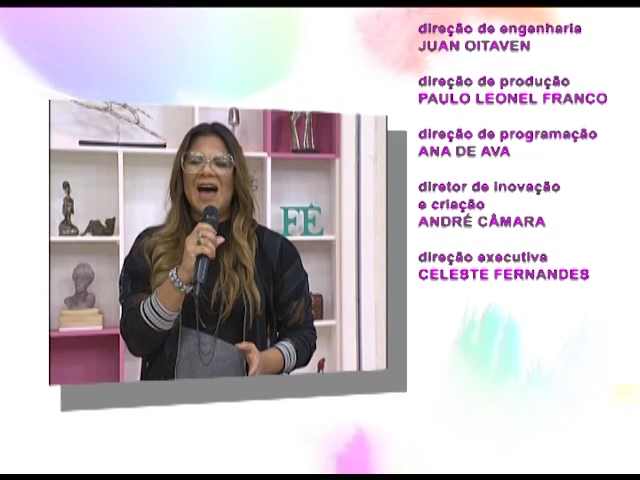 direção de engenharia
JUAN OITAVEN
direção de produção
PAULO LEONEL FRANCO
direção de programação
ANA DE AVA
diretor de inovação
e criação
ANDRÉ CÂMARA
direção executiva
CELESTE FERNANDES
FÉ